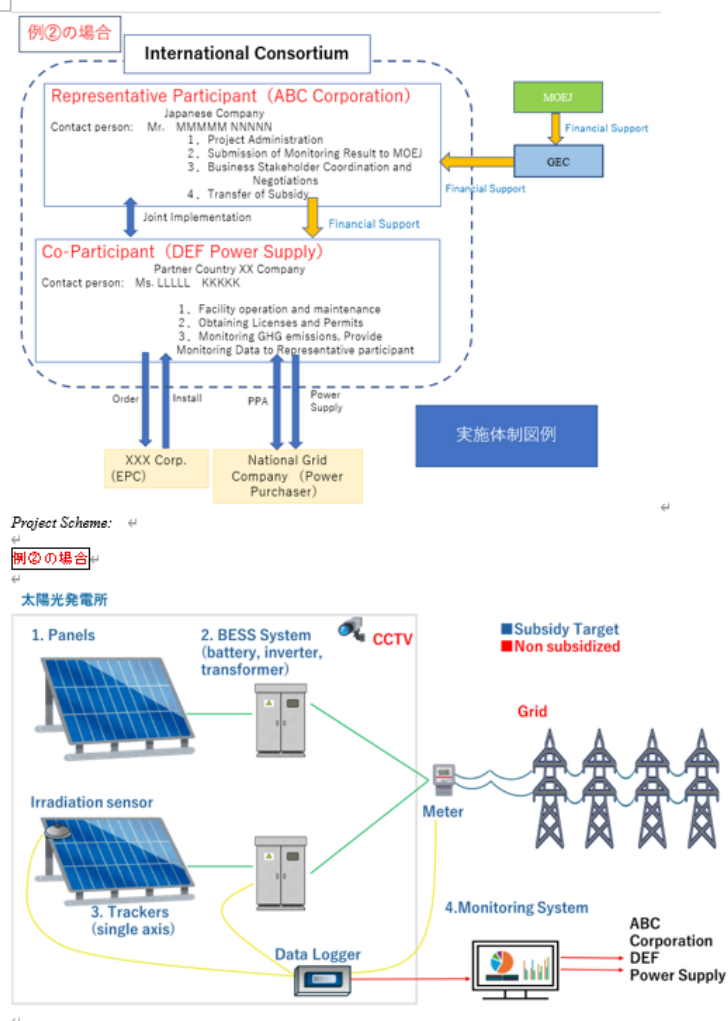 例②の場合
International Consortium
Representative Participant（ABC Corporation）
Japanese Company
Contact person: Mr. MMMMM NNNNN
1．Project Administration
2．Submission of Monitoring Result to MOEJ
3．Business Stakeholder Coordination and
Negotiations
4．Transfer of Subsidy
MOEJ
Financial Support
GEC
Financial Support
Joint Implementation
Financial Support
Co-Participant（DEF Power Supply）
Partner Country XX Company
Contact person: Ms. LLLLL KKKKK
1．Facility operation and maintenance
2．Obtaining Licenses and Permits
3．Monitoring GHG emissions, Provide
Monitoring Data to Representative participant
Order
Install
PPA
Power
Supply
実施体制図例
XXX Corp.
(EPC)
National Grid
Company （Power
Purchaser）
Project Scheme:
例②の場合
太陽光発電所
1. Panels
2. BESS System
(battery, inverter,
transformer)
CCTV
■Subsidy Target
■Non subsidized
Grid
Irradiation sensor
Meter
3. Trackers
(single axis)
4.Monitoring System
Data Logger
ABC
Corporation
DEF
Power Supply